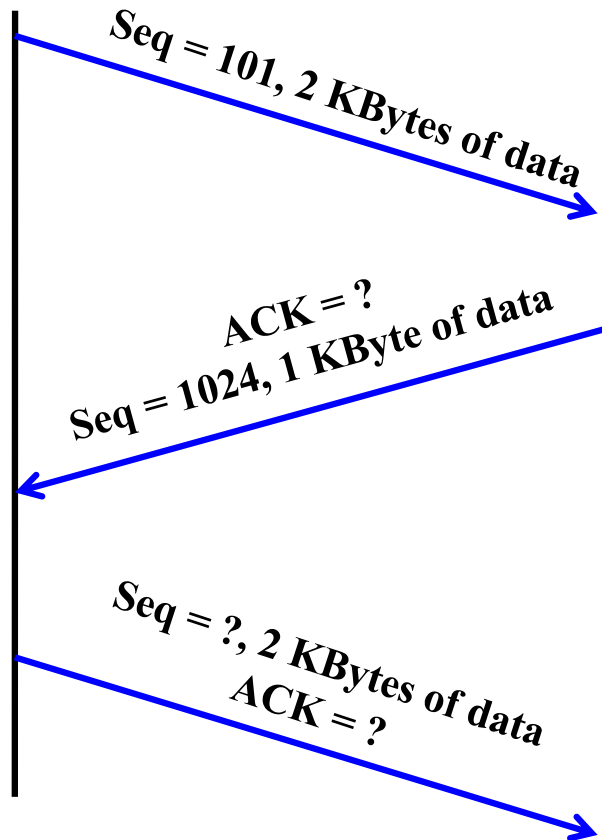 Seq = 101, 2 KBytes of data
ACK = ?
Seq = 1024, 1 KByte of data
Seq = ?, 2 KBytes of data
ACK = ?